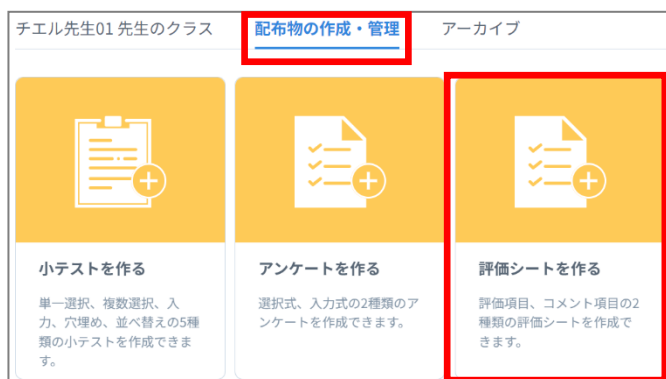 チエル先生01 先生のクラス 配布物の作成・管理 アーカイブ
小テストを作る
単一選択、複数選択、入
力、穴埋め、並べ替えの5種
類の小テストを作成できま
す。
アンケートを作る
選択式、入力式の2種類のア
ンケートを作成できます。
評価シートを作る
評価項目、コメント項目の2
種類の評価シートを作成で
きます。